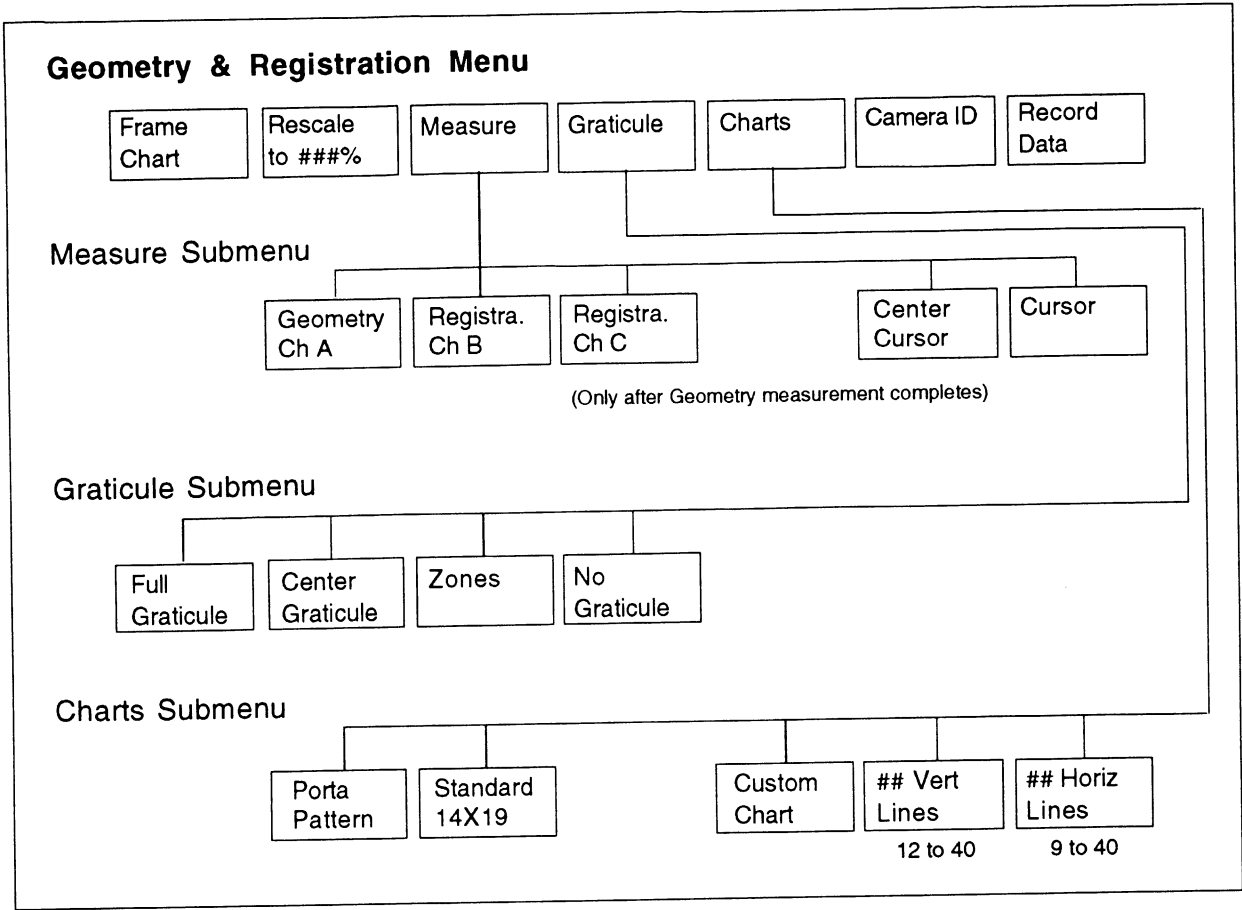 Geometry & Registration Menu
Frame
Chart
Rescale
to ###%
Measure
Graticule
Charts
Camera ID
Record
Data
Measure Submenu
Geometry
Ch A
Registra.
Ch B
Registra.
Ch C
Center
Cursor
Cursor
(Only after Geometry measurement completes)
Graticule Submenu
Full
Graticule
Center
Graticule
Zones
No
Graticule
Charts Submenu
Porta
Pattern
Standard
14X19
Custom
Chart
## Vert
Lines
## Horiz
Lines
12 to 40
9 to 40